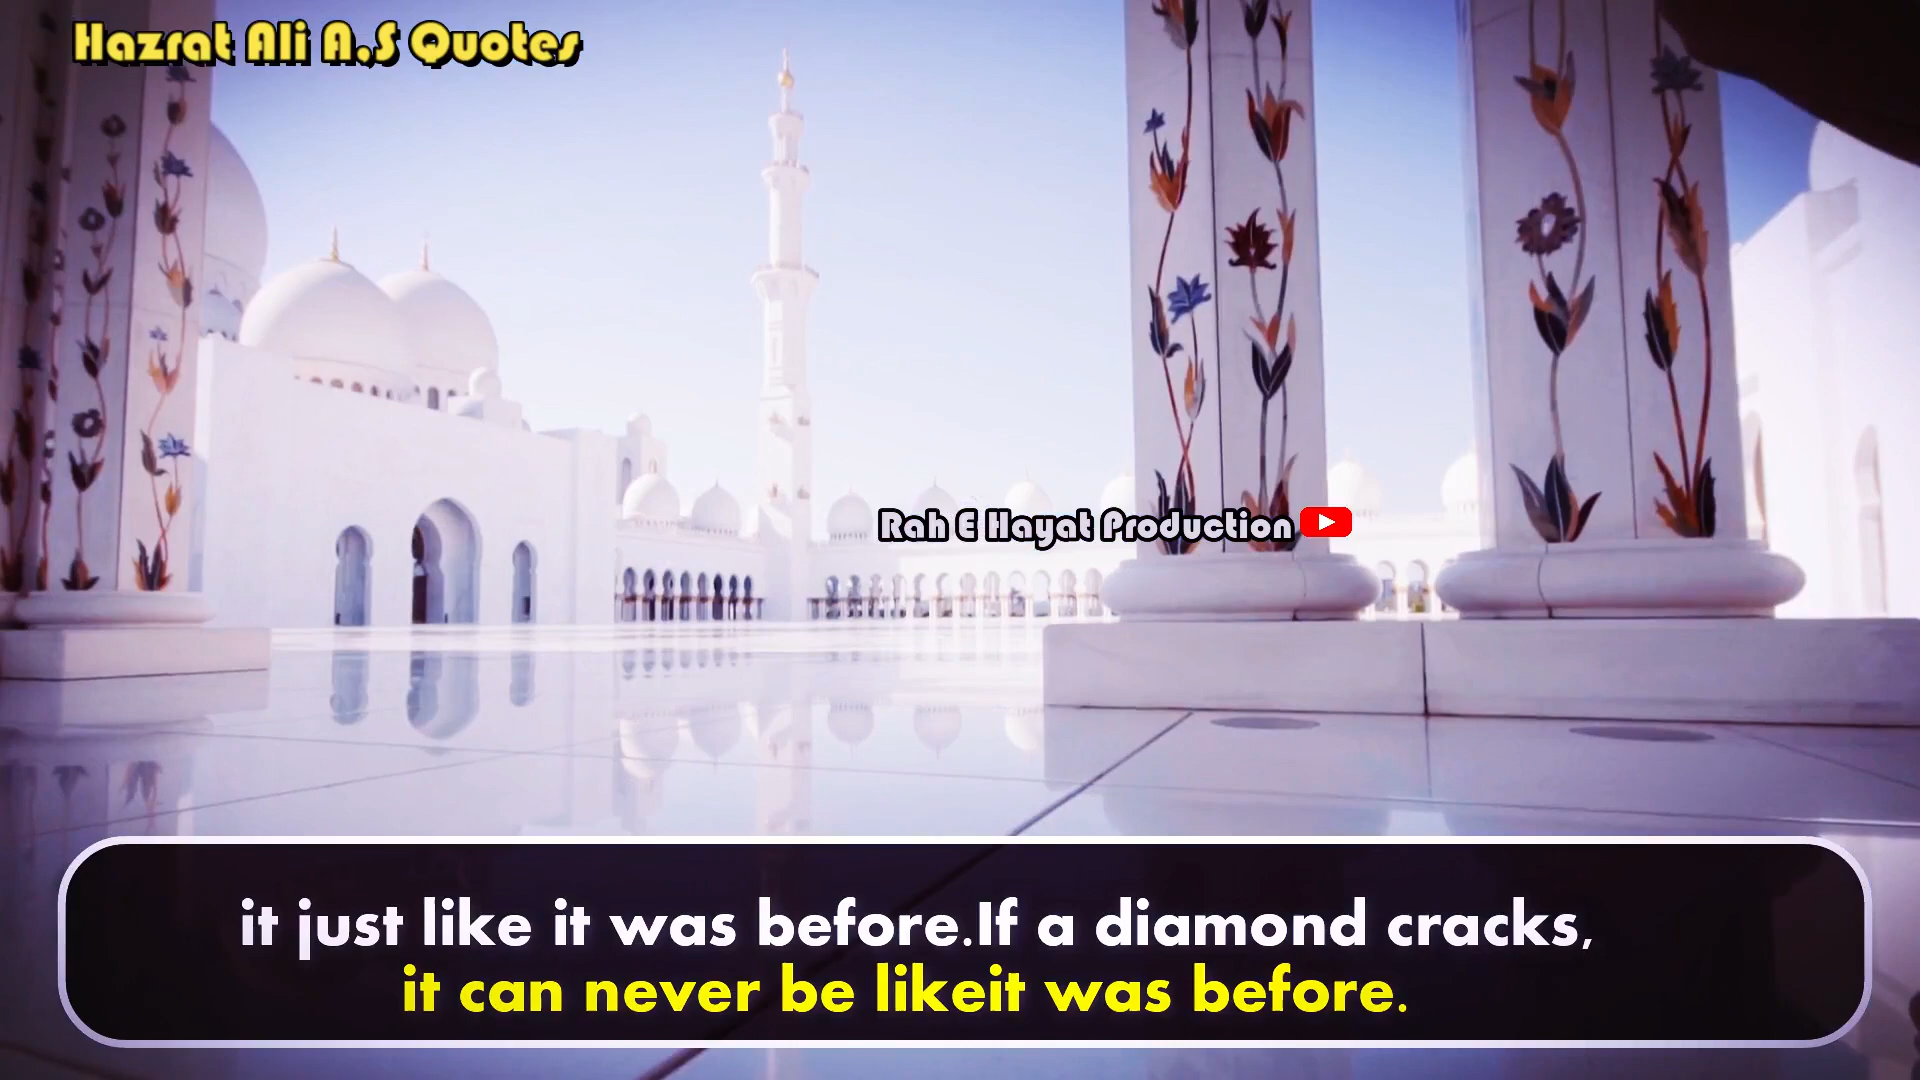 Hazrat Ali A.S Quotes
Rah E Hayat Production
it just like it was before.If a diamond cracks,
it can never be likeit was before.